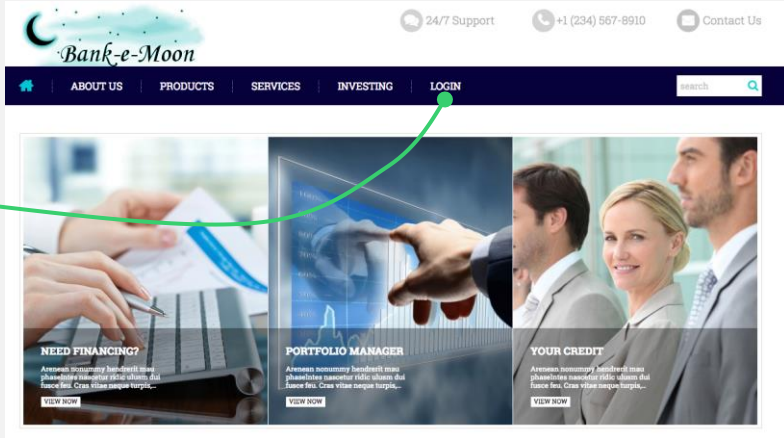 24/7 Support
+1 (234) 567-8910
Contact Us
Bank-e-Moon
ABOUT US
PRODUCTS
SERVICES
INVESTING
LOGIN
search
NEED FINANCING?
Arenean nonummy hendrerit mau
phaselntes nascetur ridic ulusm dui
fusce feu. Cras vitae neque turpis,...
VIEW NOW
PORTFOLIO MANAGER
Arenean nonummy hendrerit mau
phaselntes nascetur ridic ulusm dui
fusce feu. Cras vitae neque turpis,...
VIEW NOW
YOUR CREDIT
Arenean nonummy hendrerit mau
phaselntes nascetur ridic ulusm dui
fusce feu. Cras vitae neque turpis,...
VIEW NOW